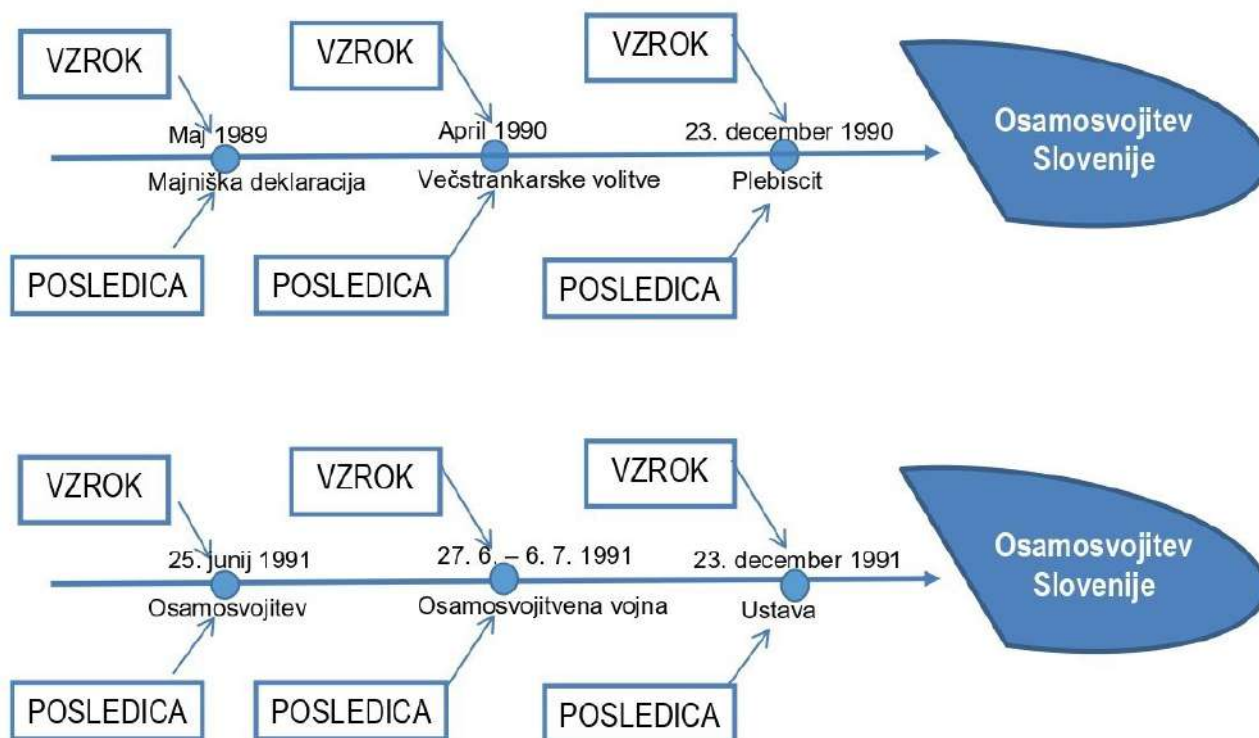 VZROK
VZROK
VZROK
Maj 1989
April 1990
23. december 1990
Majniška deklaracija
Večstrankarske volitve
Plebiscit
Osamosvojitev
Slovenije
POSLEDICA
POSLEDICA
POSLEDICA
VZROK
VZROK
VZROK
25. junij 1991
27. 6. – 6. 7. 1991
23. december 1991
Osamosvojitev
Osamosvojitvena vojna
Ustava
Osamosvojitev
Slovenije
POSLEDICA
POSLEDICA
POSLEDICA